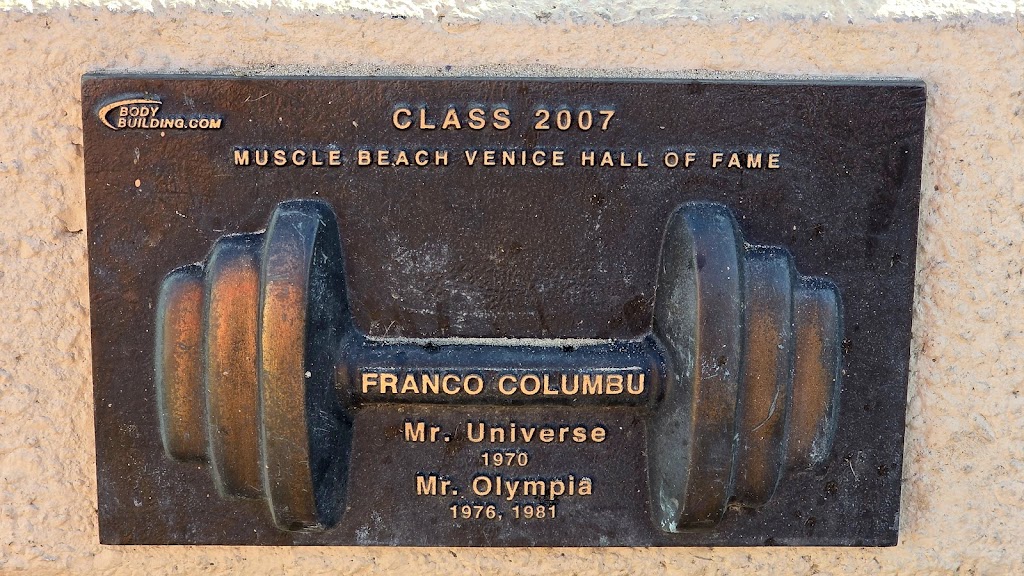 BODY
BUILDING.COM
CLASS 2007
MUSCLE BEACH VENICE HALL OF FAME
FRANCO COLUMBU
Mr. Universe
1970
Mr. Olympia
1976, 1981